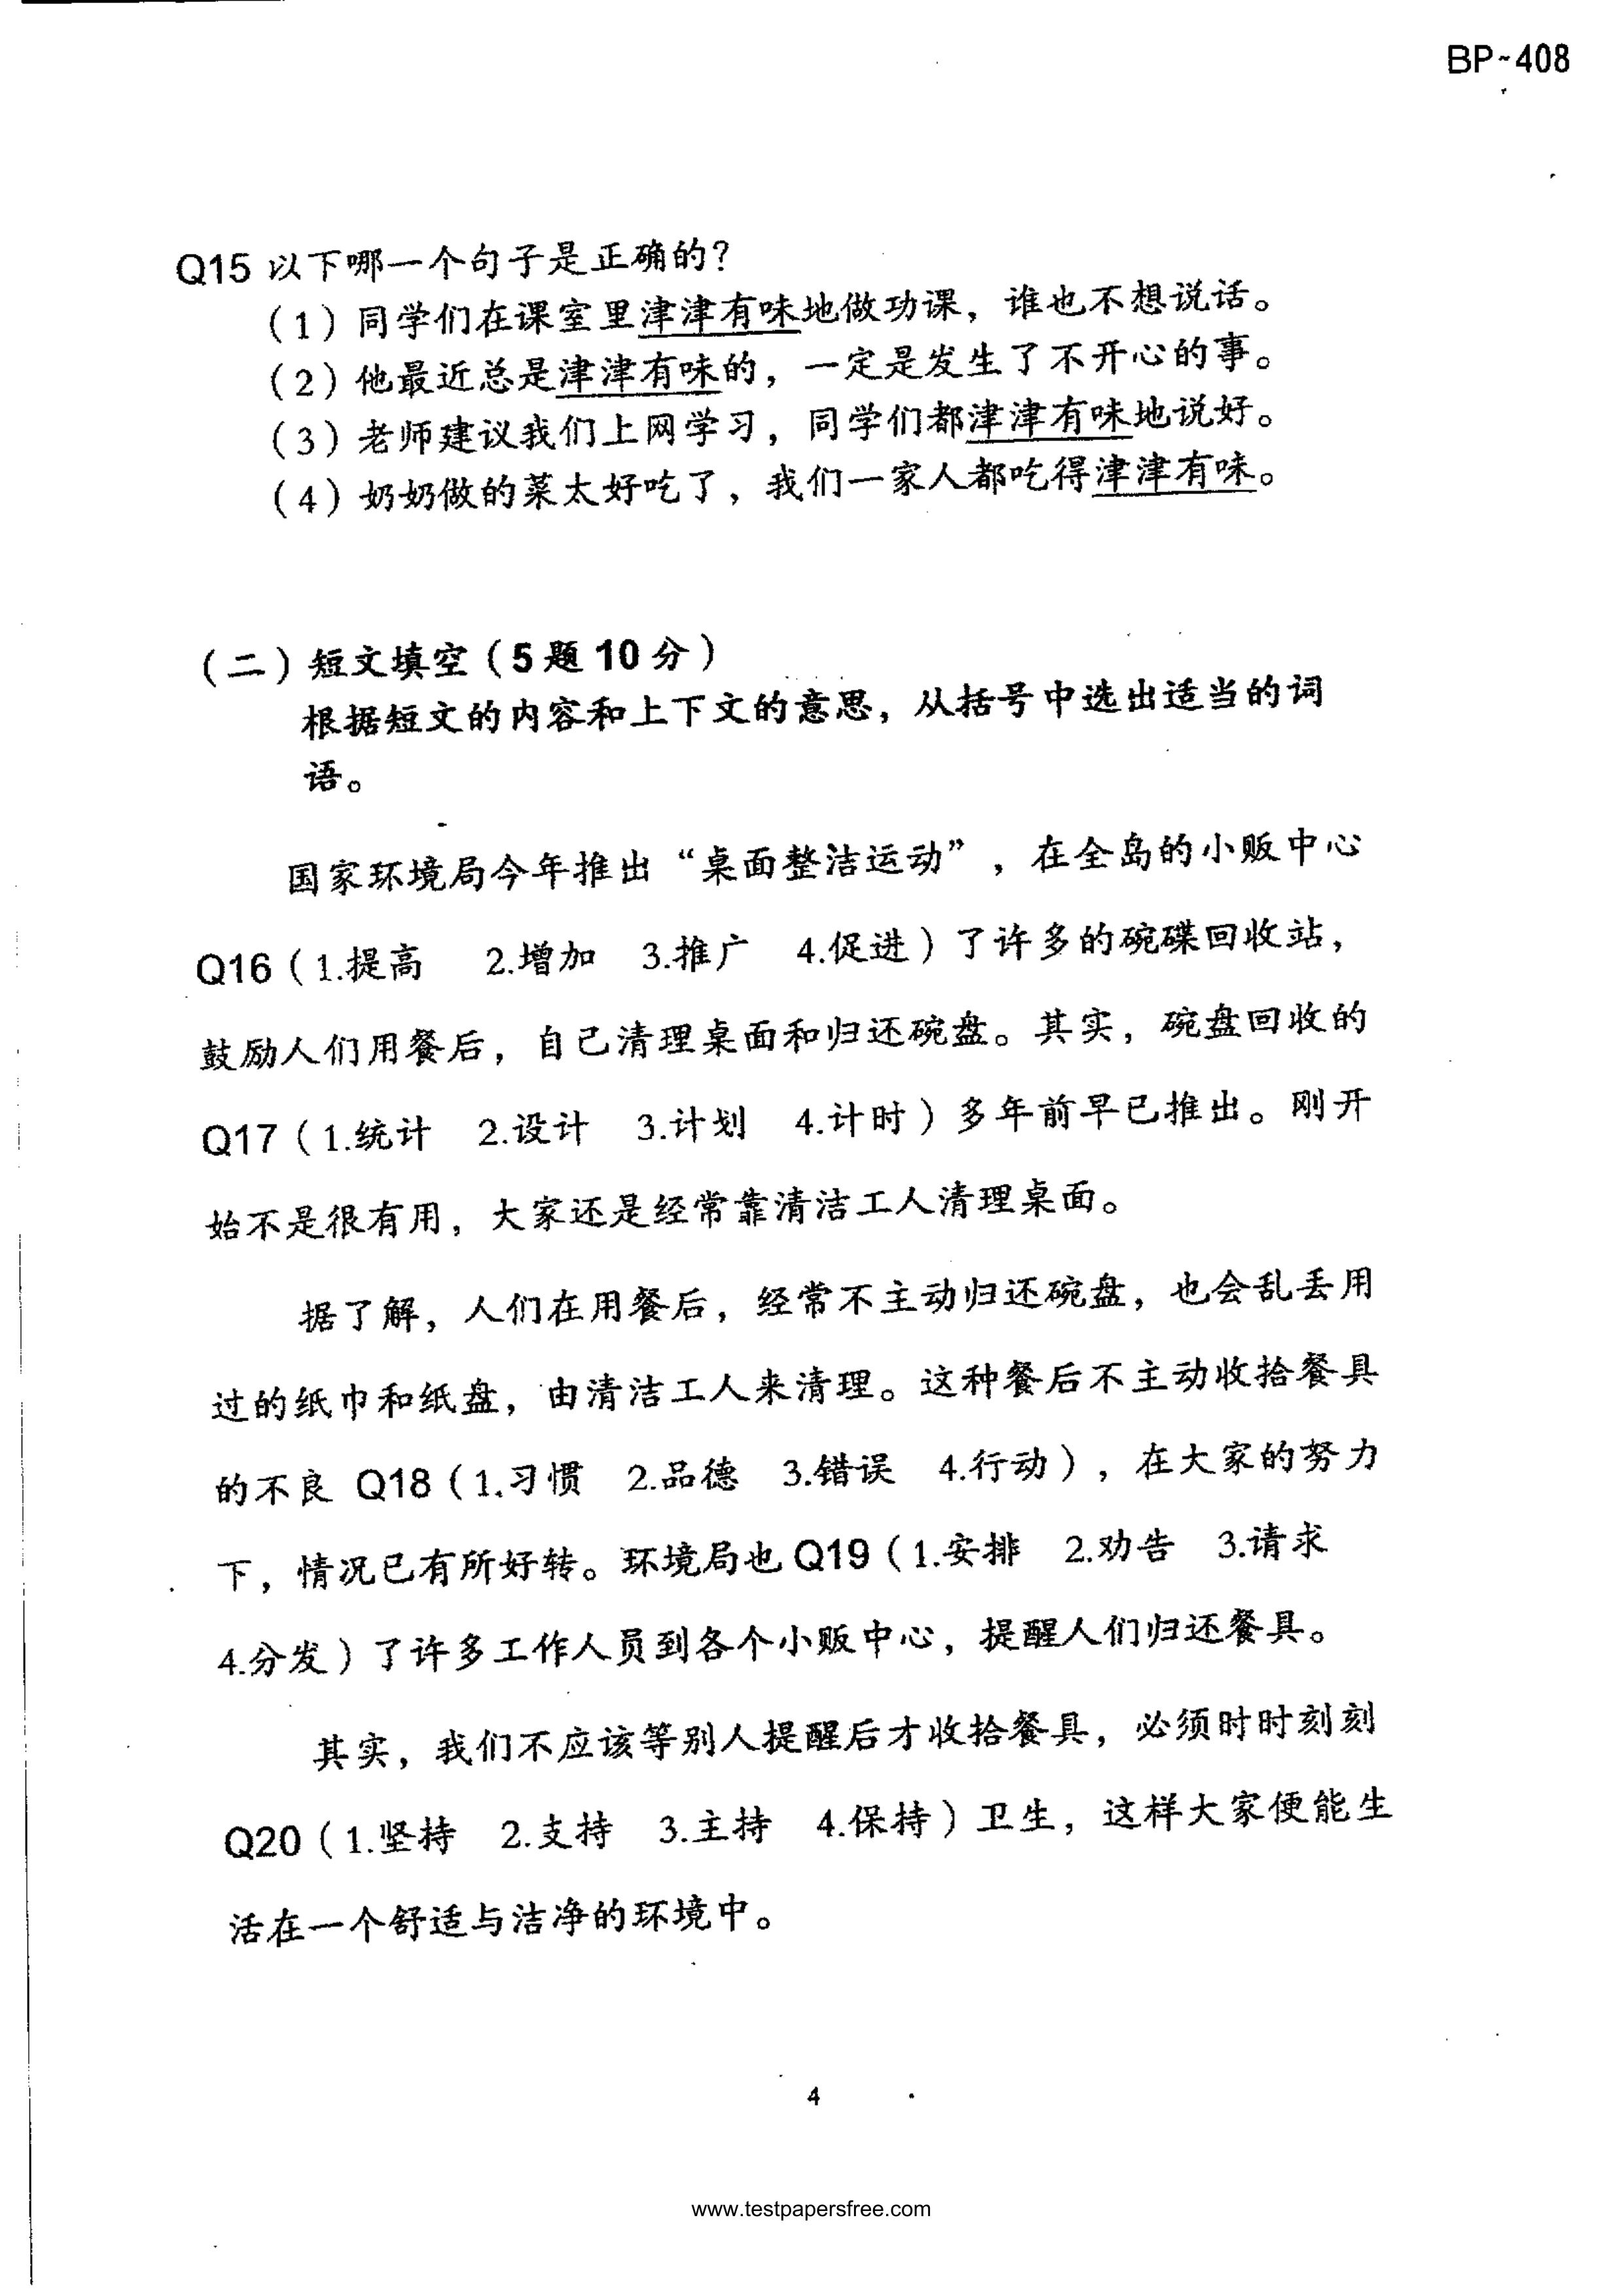 BP~408
Q15 以下哪一个句子是正确的？
（1）同学们在课室里津津有味地做功课，谁也不想说话。
（2）他最近总是津津有味的，一定是发生了不开心的事。
（3）老师建议我们上网学习，同学们都津津有味地说好。
（4）奶奶做的菜太好吃了，我们一家人都吃得津津有味。
（二）短文填空（5题10分）
根据短文的内容和上下文的意思，从括号中选出适当的词
语。
国家环境局今年推出“桌面整洁运动”，在全岛的小贩中心
Q16（1.提高 2.增加 3.推广 4.促进）了许多的碗碟回收站，
鼓励人们用餐后，自己清理桌面和归还碗盘。其实，碗盘回收的
Q17（1.统计 2.设计 3.计划 4.计时）多年前早已推出。刚开
始不是很有用，大家还是经常靠清洁工人清理桌面。
据了解，人们在用餐后，经常不主动归还碗盘，也会乱丢用
过的纸巾和纸盘，由清洁工人来清理。这种餐后不主动收拾餐具
的不良 Q18（1.习惯 2.品德 3.错误 4.行动），在大家的努力
下，情况已有所好转。环境局也Q19（1.安排 2.劝告 3.请求
4.分发）了许多工作人员到各个小贩中心，提醒人们归还餐具。
其实，我们不应该等别人提醒后才收拾餐具，必须时时刻刻
Q20（1.坚持 2.支持 3.主持 4.保持）卫生，这样大家便能生
活在一个舒适与洁净的环境中。
4
www.testpapersfree.com